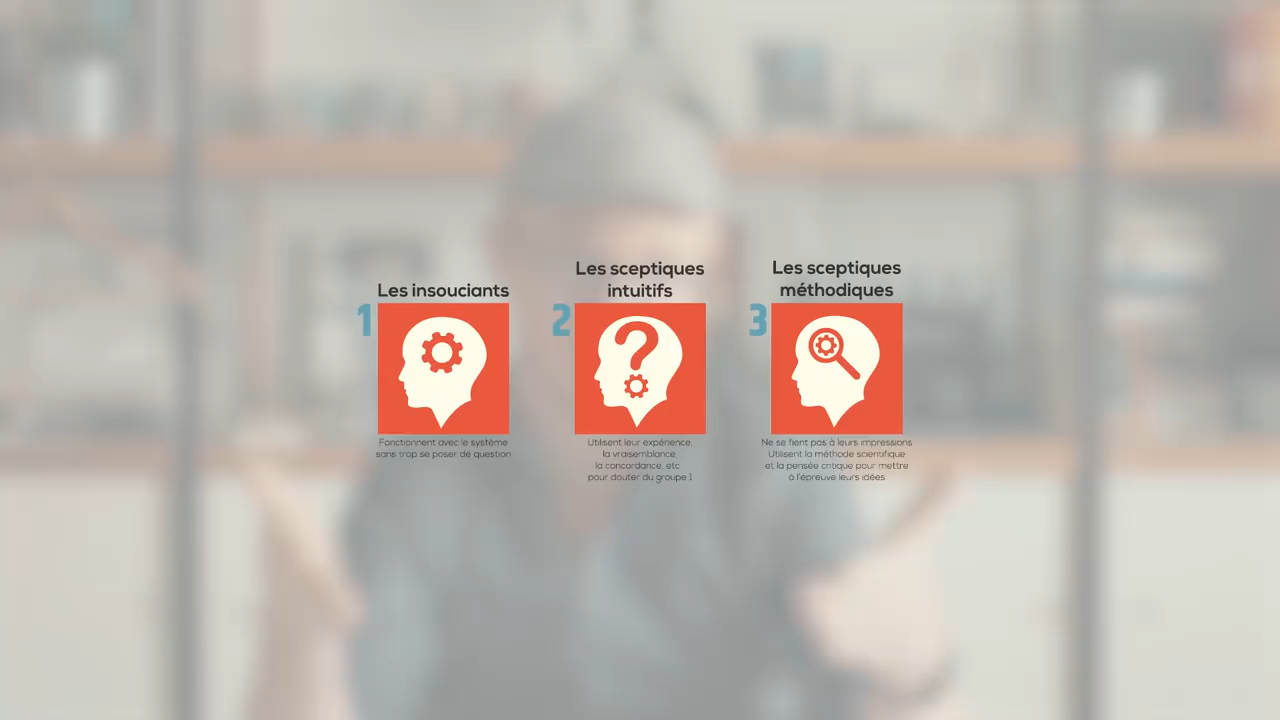 1
Les insouciants
Fonctionnent avec le système
sans trop se poser de question
2
Les sceptiques
intuitifs
Utilisent leur expérience,
la vraisemblance,
la concordance, etc
pour douter du groupe 1
3
Les sceptiques
méthodiques
Ne se fient pas à leurs impressions
Utilisent la méthode scientifique
et la pensée critique pour mettre
à l'épreuve leurs idées